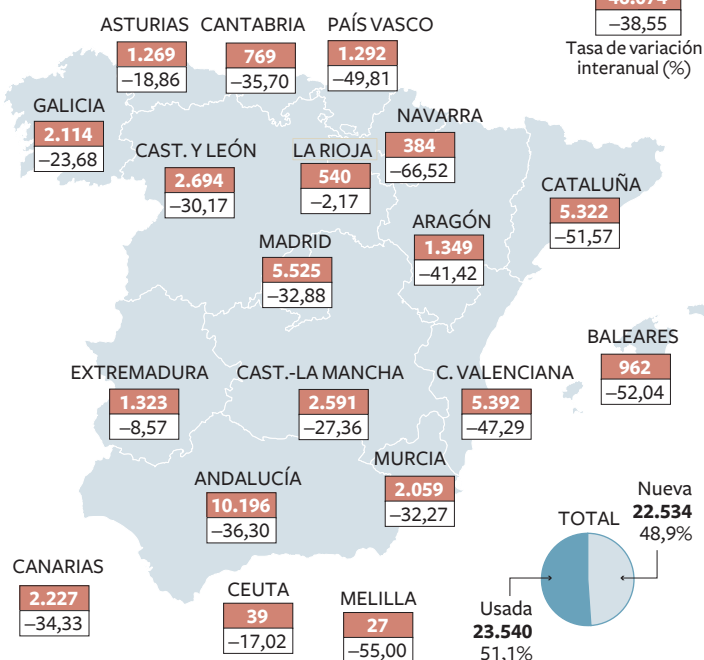 –38,55
Tasa de variación
interanual (%)
ASTURIAS
1.269
–18,86
CANTABRIA
769
–35,70
PAÍS VASCO
1.292
–49,81
GALICIA
2.114
–23,68
CAST. Y LEÓN
2.694
–30,17
LA RIOJA
540
–2,17
NAVARRA
384
–66,52
CATALUÑA
5.322
–51,57
ARAGÓN
1.349
–41,42
MADRID
5.525
–32,88
BALEARES
962
–52,04
EXTREMADURA
1.323
–8,57
CAST.-LA MANCHA
2.591
–27,36
C. VALENCIANA
5.392
–47,29
ANDALUCÍA
10.196
–36,30
MURCIA
2.059
–32,27
CANARIAS
2.227
–34,33
CEUTA
39
–17,02
MELILLA
27
–55,00
TOTAL
Nueva
22.534
48,9%
Usada
23.540
51,1%